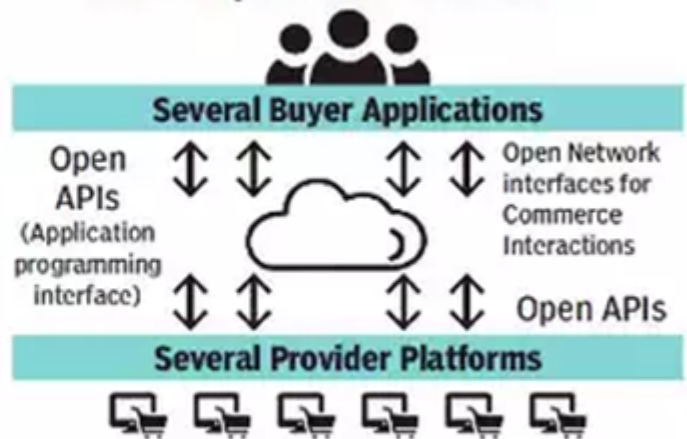 Several Buyer Applications
Open
APIs
(Application
programming
interface)
Open Network
interfaces for
Commerce
Interactions
Open APIs
Several Provider Platforms